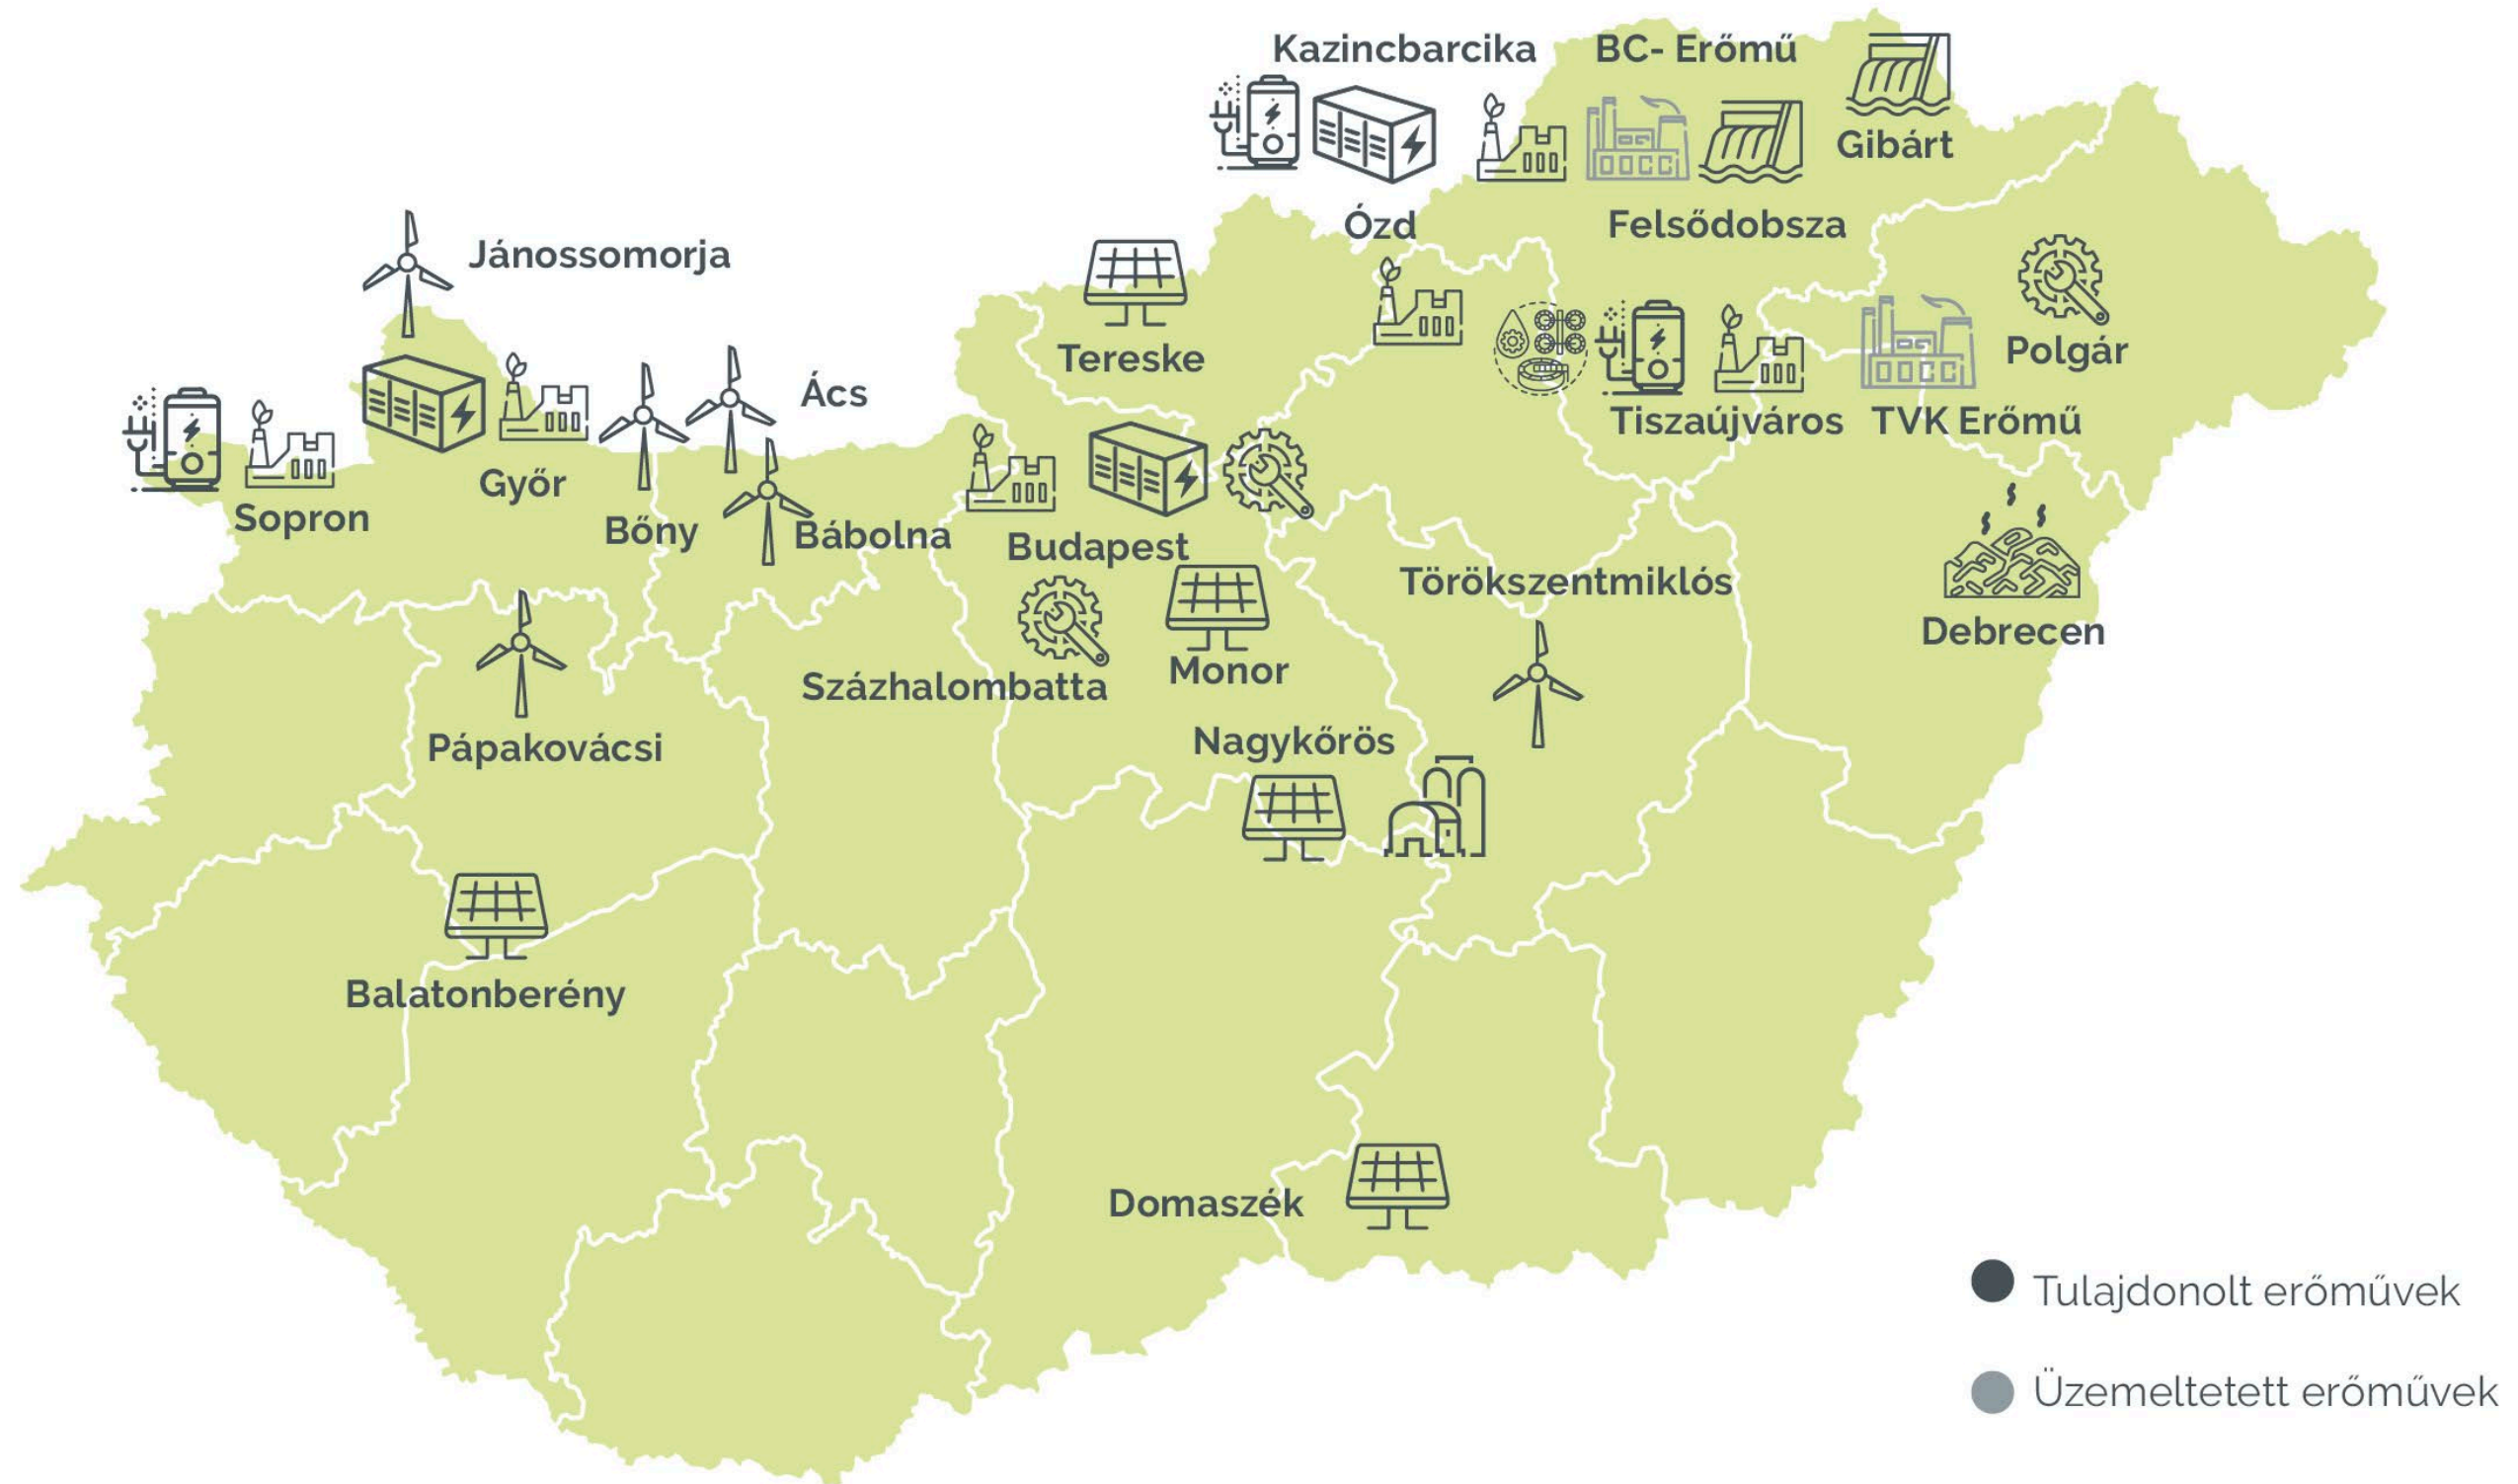 Kazincbarcika
BC- Erőmű
Gibárt
Ózd
Felsődobsza
Jánossomorja
Tereske
Polgár
Ács
Tiszaújváros
TVK Erőmű
Győr
Sopron
Bőny
Bábolna
Budapest
Törökszentmiklós
Debrecen
Monor
Százhalombatta
Nagykőrös
Pápakovácsi
Balatonberény
Domaszék
Tulajdonolt erőművek
Üzemeltetett erőművek